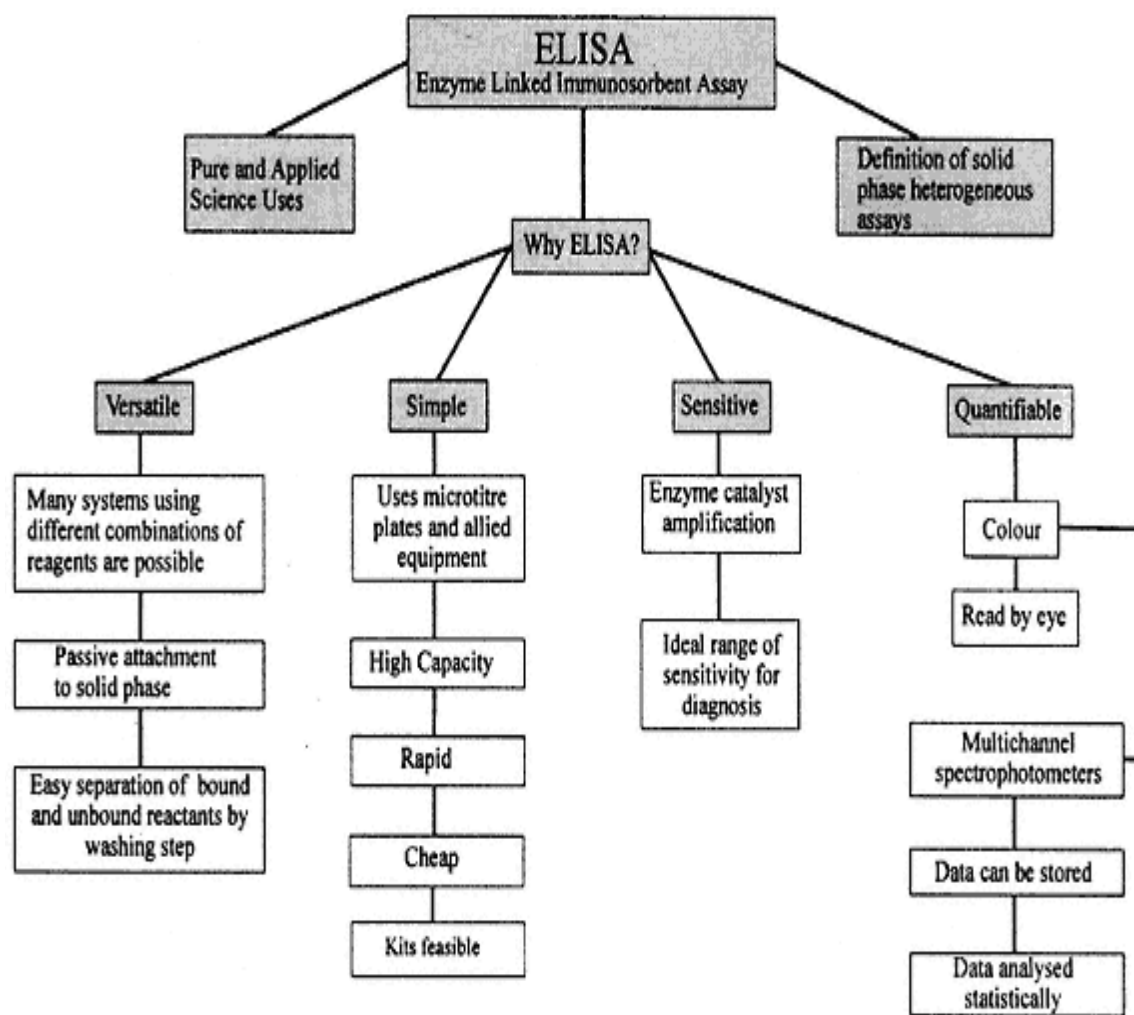 ELISA
Enzyme Linked Immunosorbent Assay
Pure and Applied
Science Uses
Definition of solid
phase heterogeneous
assays
Why ELISA?
Versatile
Many systems using
different combinations of
reagents are possible
Passive attachment
to solid phase
Easy separation of bound
and unbound reactants by
washing step
Simple
Uses microtitre
plates and allied
equipment
High Capacity
Rapid
Cheap
Kits feasible
Sensitive
Enzyme catalyst
amplification
Ideal range of
sensitivity for
diagnosis
Quantifiable
Colour
Read by eye
Multichannel
spectrophotometers
Data can be stored
Data analysed
statistically